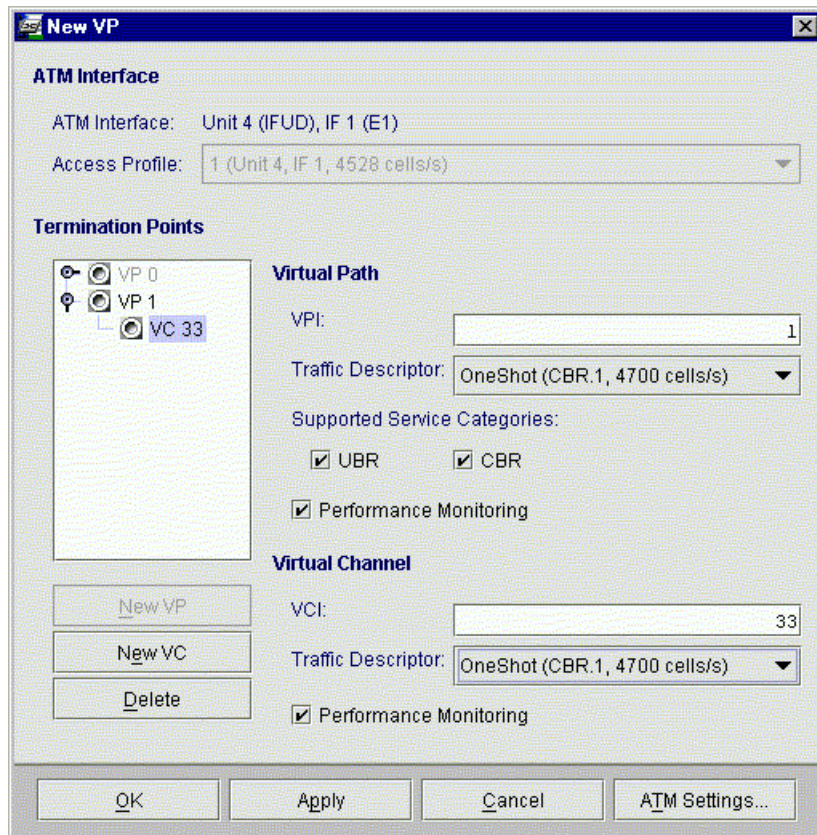 New VP
ATM Interface
ATM Interface: Unit 4 (IFUD), IF 1 (E1)
Access Profile: 1 (Unit 4, IF 1, 4528 cells/s)
Termination Points
VP 0
VP 1
VC 33
Virtual Path
VPI: 1
Traffic Descriptor: OneShot (CBR.1, 4700 cells/s)
Supported Service Categories:
UBR CBR
Performance Monitoring
Virtual Channel
VCI: 33
Traffic Descriptor: OneShot (CBR.1, 4700 cells/s)
Performance Monitoring
New VP
New VC
Delete
OK Apply Cancel ATM Settings...